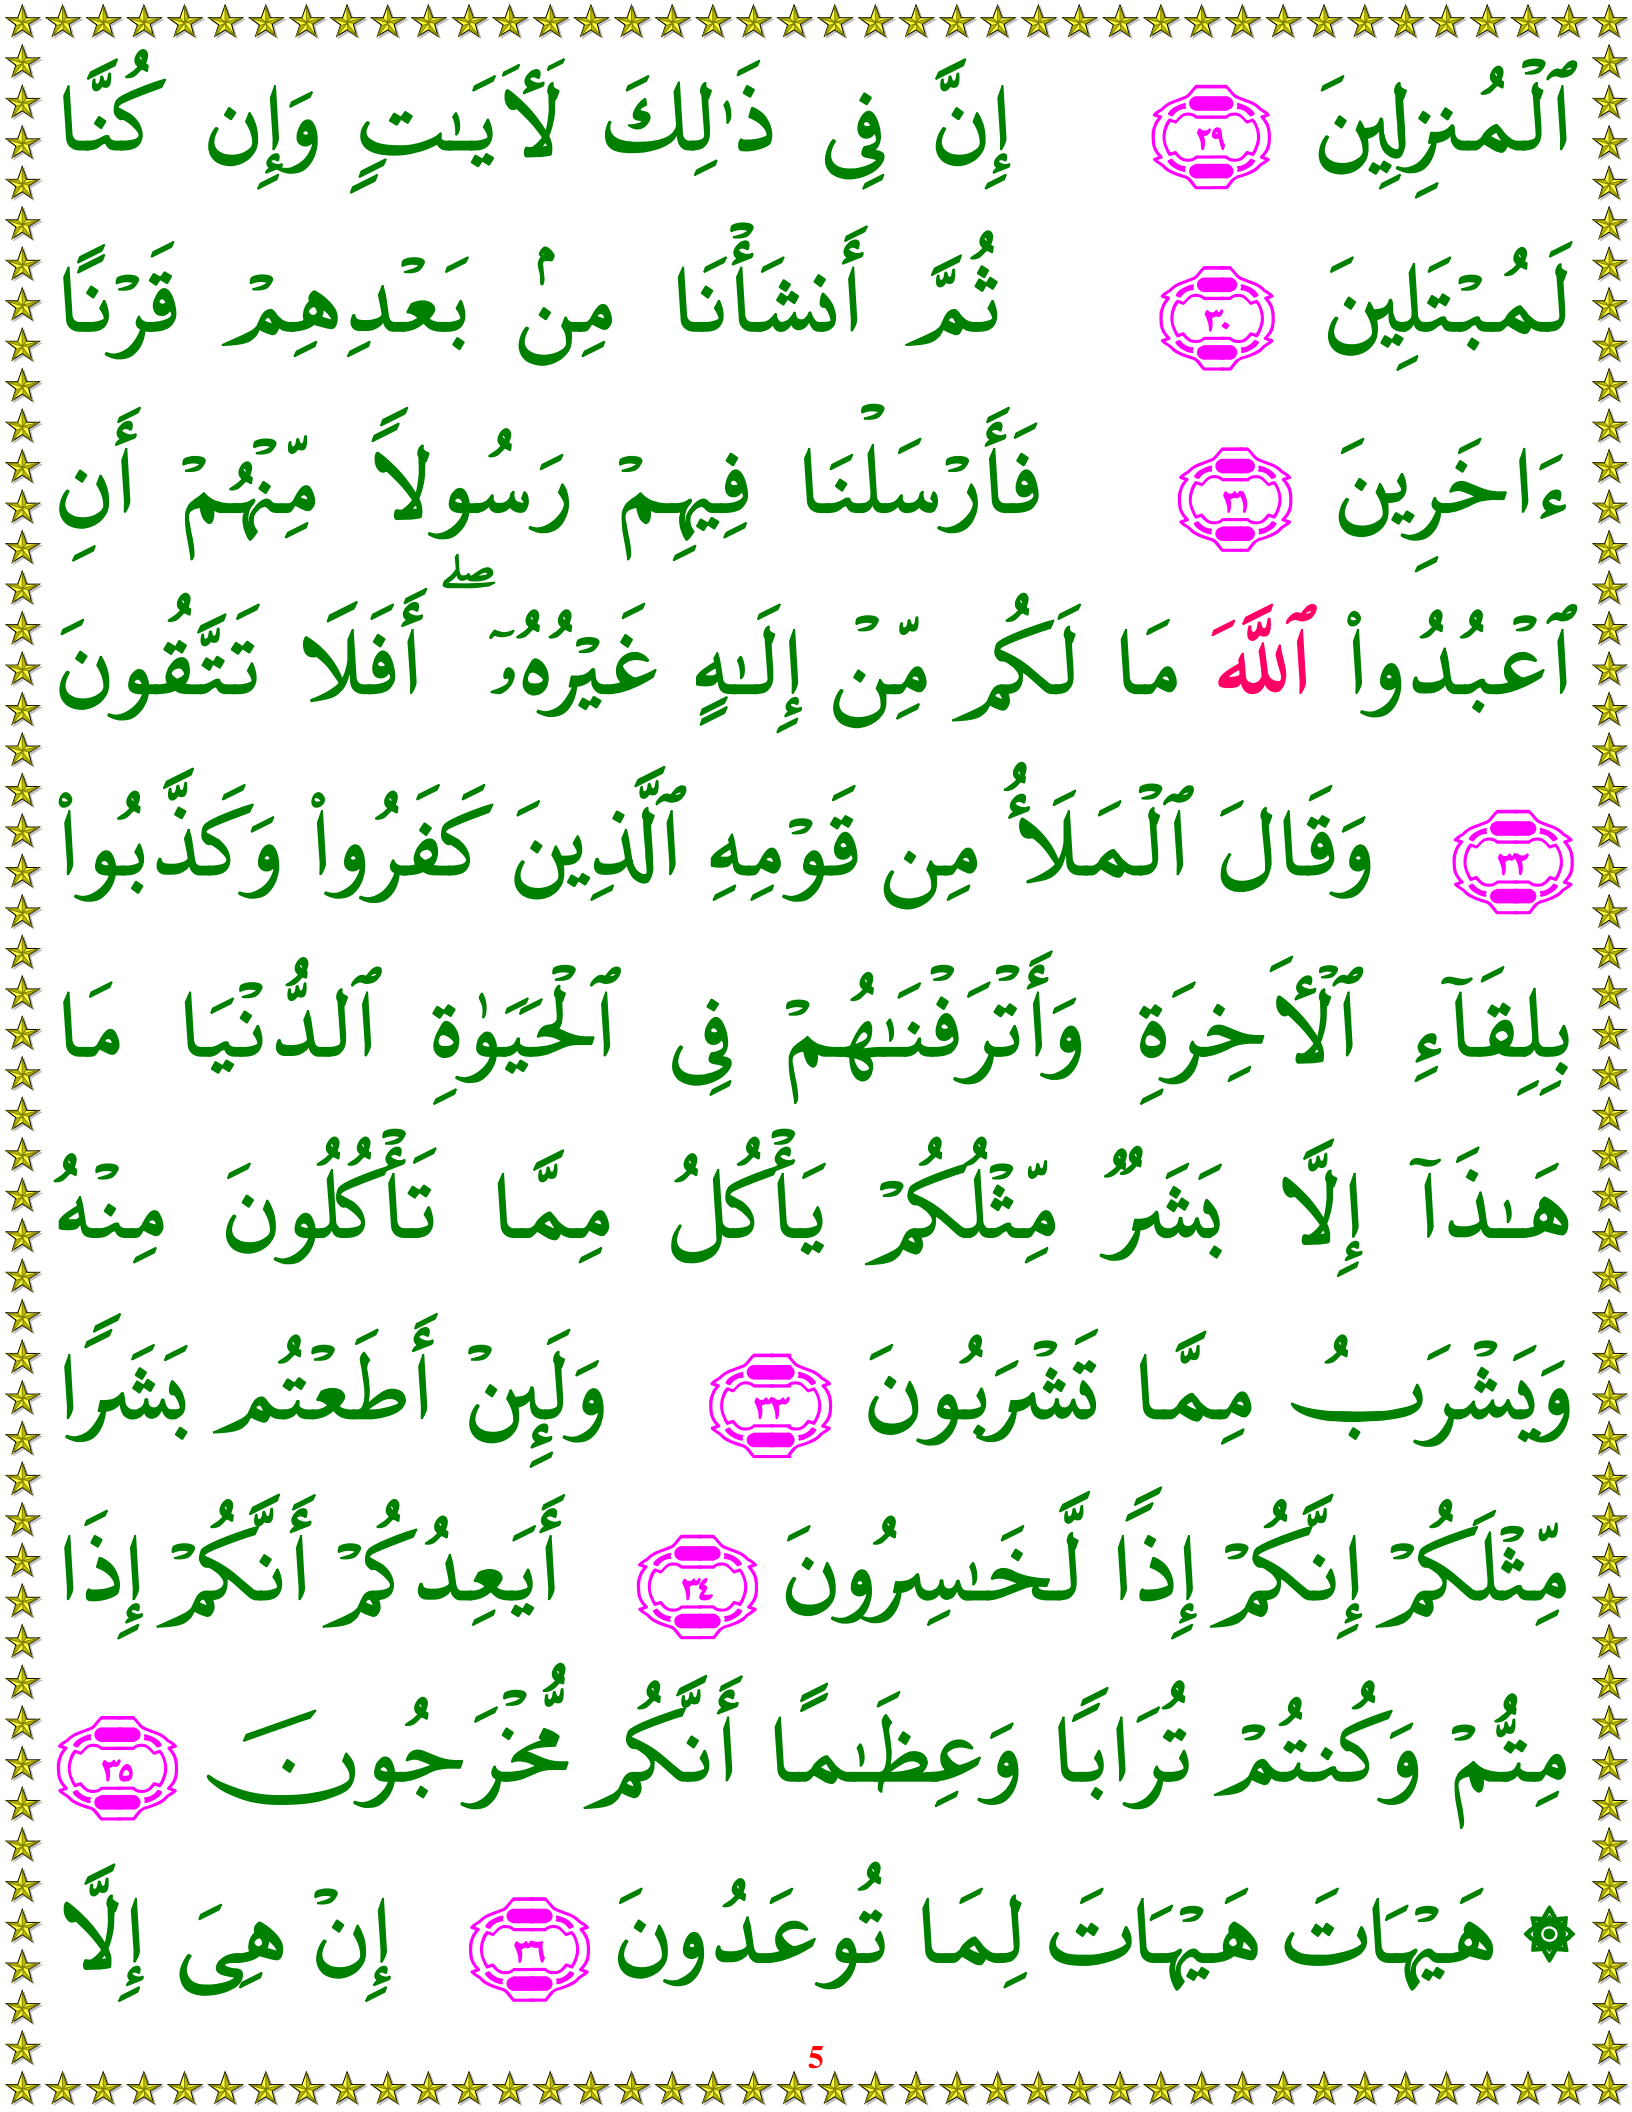 ٱلْمُنزِلِينَ ٢٩ إِنَّ فِى ذَٰلِكَ لَأَيَـٰتٍ وَإِن كُنَّا
لَمُبْتَلِينَ ٣٠ ثُمَّ أَنشَأْنَا مِنۢ بَعْدِهِمْ قَرْنًا
ءَاخَرِينَ ٣١ فَأَرْسَلْنَا فِيهِمْ رَسُولاً مِّنْهُمْ أَنِ
ٱعْبُدُوا۟ ٱللَّهَ مَا لَكُم مِّنْ إِلَـٰهٍ غَيْرُهُۥٓ ۖ أَفَلَا تَتَّقُونَ
٣٢ وَقَالَ ٱلْمَلَأُ مِن قَوْمِهِ ٱلَّذِينَ كَفَرُوا۟ وَكَذَّبُوا۟
بِلِقَآءِ ٱلْأَخِرَةِ وَأَتْرَفْنَـٰهُمْ فِى ٱلْحَيَوٰةِ ٱلدُّنْيَا مَا
هَـٰذَآ إِلَّا بَشَرٌ مِّثْلُكُمْ يَأْكُلُ مِمَّا تَأْكُلُونَ مِنْهُ
وَيَشْرَبُ مِمَّا تَشْرَبُونَ ٣٣ وَلَئِنْ أَطَعْتُم بَشَرًا
مِّثْلَكُمْ إِنَّكُمْ إِذًا لَّخَـٰسِرُونَ ٣٤ أَيَعِدُكُمْ أَنَّكُمْ إِذَا
مِتُّمْ وَكُنتُمْ تُرَابًا وَعِظَـٰمًا أَنَّكُم مُّخْرَجُونَ ٣٥
۞ هَيْهَاتَ هَيْهَاتَ لِمَا تُوعَدُونَ ٣٦ إِنْ هِىَ إِلَّا
5